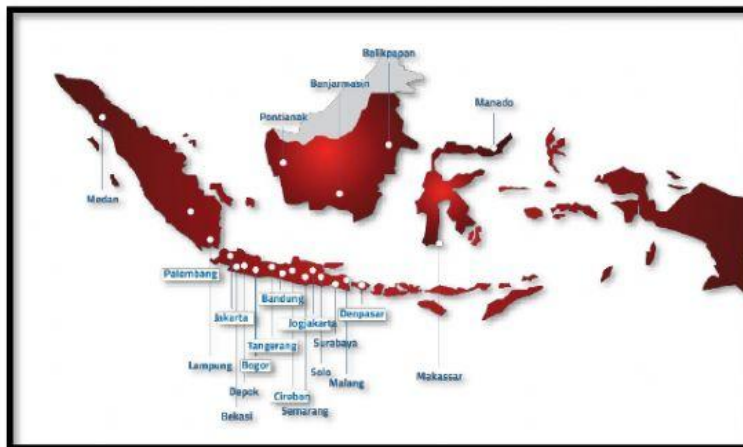 Balikpapan
Banjarmasin
Pontianak
Manado
Medan
Palembang
Bandung
Denpasar
Jakarta
Jogjakarta
Tangerang
Surabaya
Lampung
Bogor
Solo
Makassar
Malang
Depok
Cirebon
Bekasi
Semarang